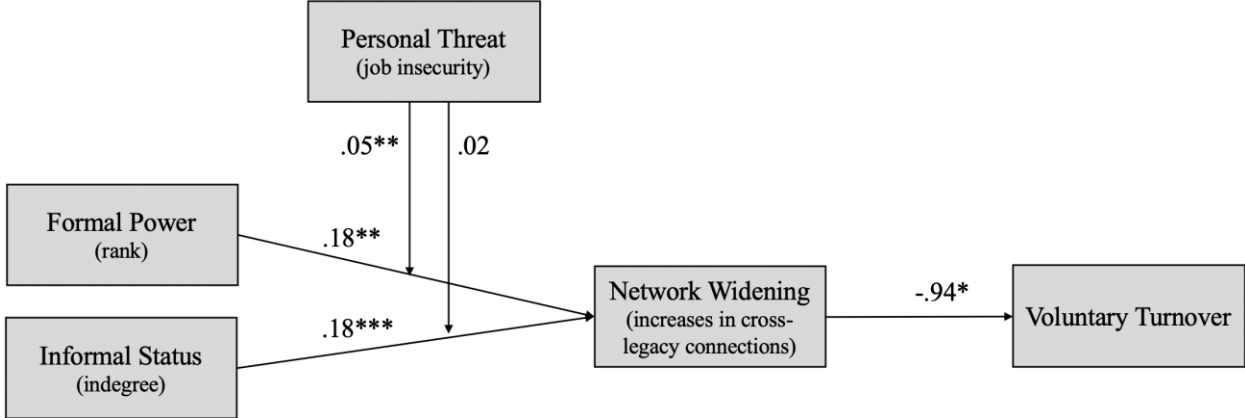 Personal Threat
(job insecurity)
.05**
.02
Formal Power
(rank)
.18**
Informal Status
(indegree)
.18***
Network Widening
(increases in cross-
legacy connections)
-.94*
Voluntary Turnover